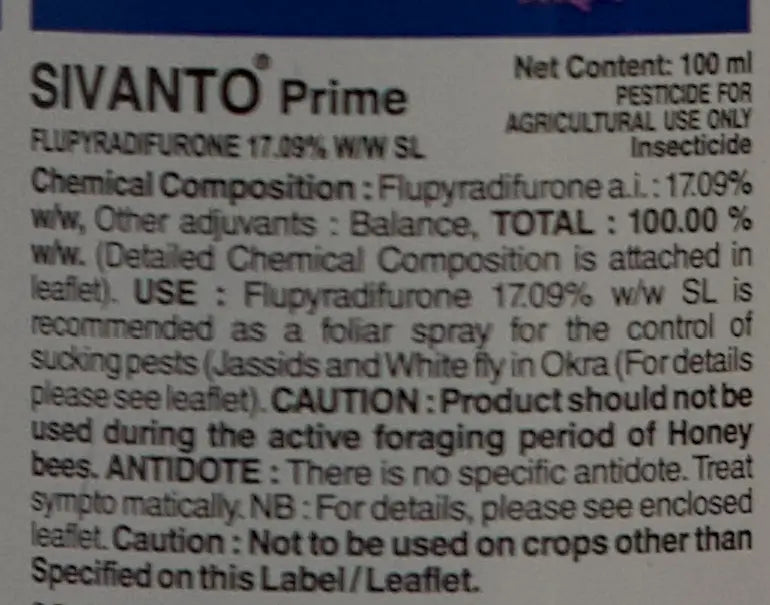 SIVANTO® Prime
Net Content: 100 ml
PESTICIDE FOR
AGRICULTURAL USE ONLY
Insecticide
FLUPYRADIFURONE 17.09% W/W SL
Chemical Composition : Flupyradifurone a.i. : 17.09%
w/w, Other adjuvants : Balance, TOTAL : 100.00 %
w/w. (Detailed Chemical Composition is attached in
leaflet). USE : Flupyradifurone 17.09% w/w SL is
recommended as a foliar spray for the control of
sucking pests (Jassids and White fly in Okra (For details
please see leaflet). CAUTION : Product should not be
used during the active foraging period of Honey
bees. ANTIDOTE : There is no specific antidote. Treat
sympto matically. NB : For details, please see enclosed
leaflet. Caution : Not to be used on crops other than
Specified on this Label / Leaflet.